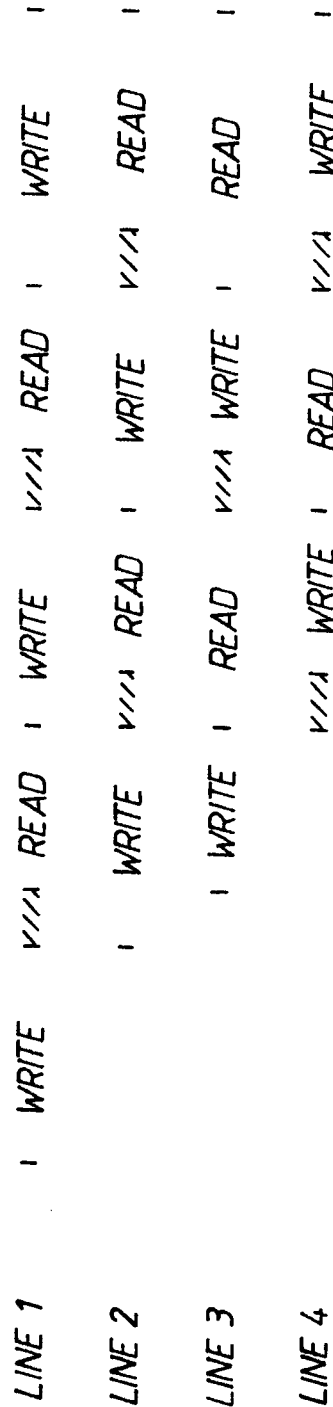 LINE 1 WRITE READ WRITE READ WRITE
LINE 2 WRITE READ WRITE READ
LINE 3 WRITE READ WRITE READ
LINE 4 WRITE READ WRITE